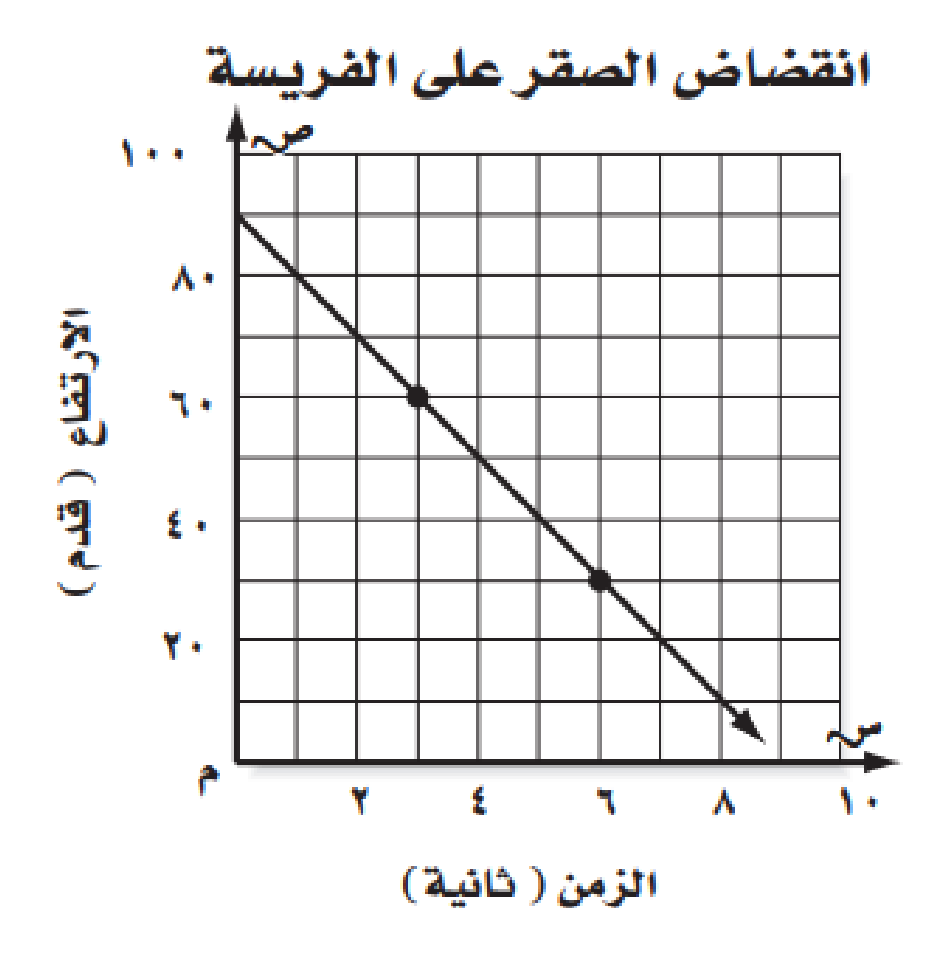 انقضاض الصقر على الفريسة
ص
١٠٠
٨٠
٦٠
٤٠
٢٠
الارتفاع ( قدم )
م
٢
٤
٦
٨
١٠
س
الزمن ( ثانية )